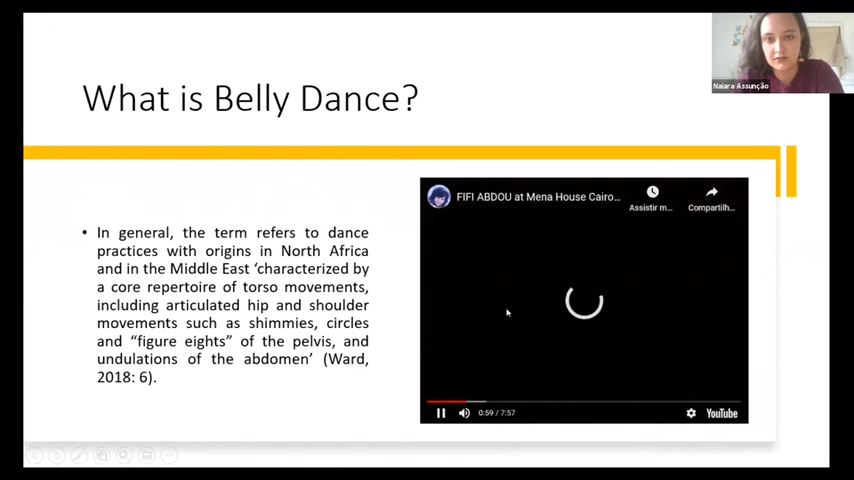 Naiara Assunção
What is Belly Dance?
• In general, the term refers to dance
practices with origins in North Africa
and in the Middle East ‘characterized by
a core repertoire of torso movements,
including articulated hip and shoulder
movements such as shimmies, circles
and “figure eights” of the pelvis, and
undulations of the abdomen’ (Ward,
2018: 6).
FIFI ABDOU at Mena House Cairo...
Assistir m...
Compartilh...
0:59 / 7:57
YouTube